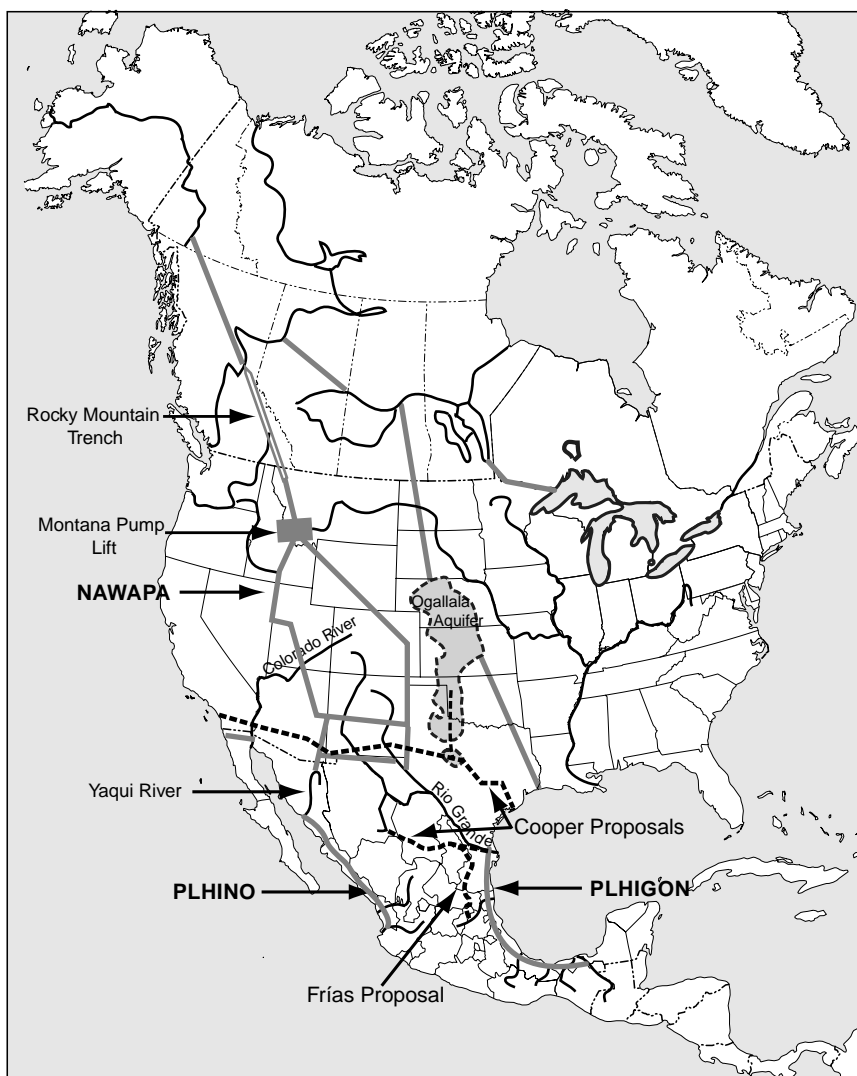 Rocky Mountain
Trench
Montana Pump
Lift
NAWAPA
Ogallala
Aquifer
Colorado River
Yaqui River
Rio Grande
Cooper Proposals
PLHINO
PLHIGON
Frías Proposal